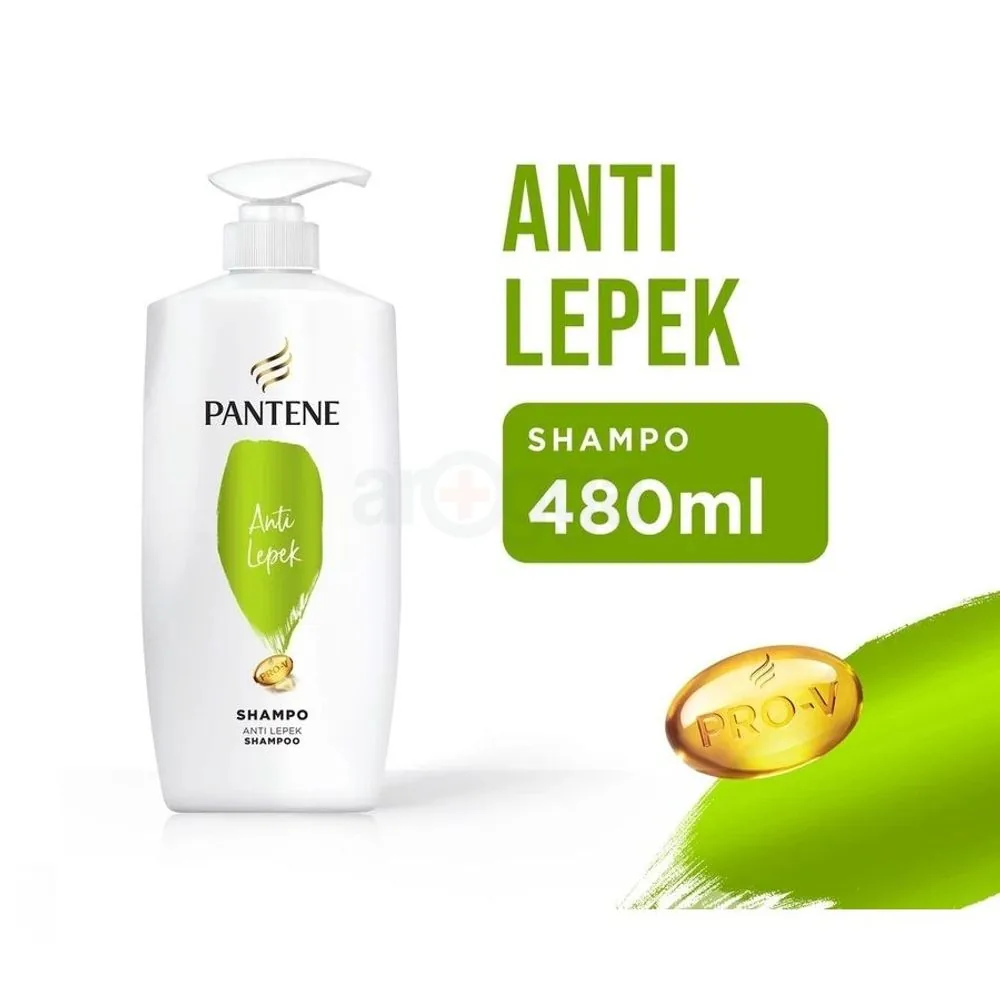 PANTENE
Anti
Lepek
PRO-V
SHAMPO
ANTI LEPEK
SHAMPOO
ANTI
LEPEK
SHAMPO
480ml
PRO-V